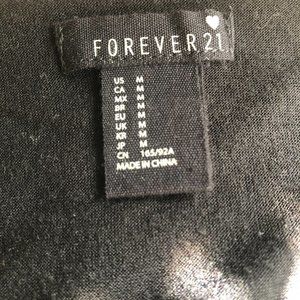 FOREVER 21
US M
CA M
MX M
BR M
EU M
UK M
KR M
JP M
CN 165/92A
MADE IN CHINA